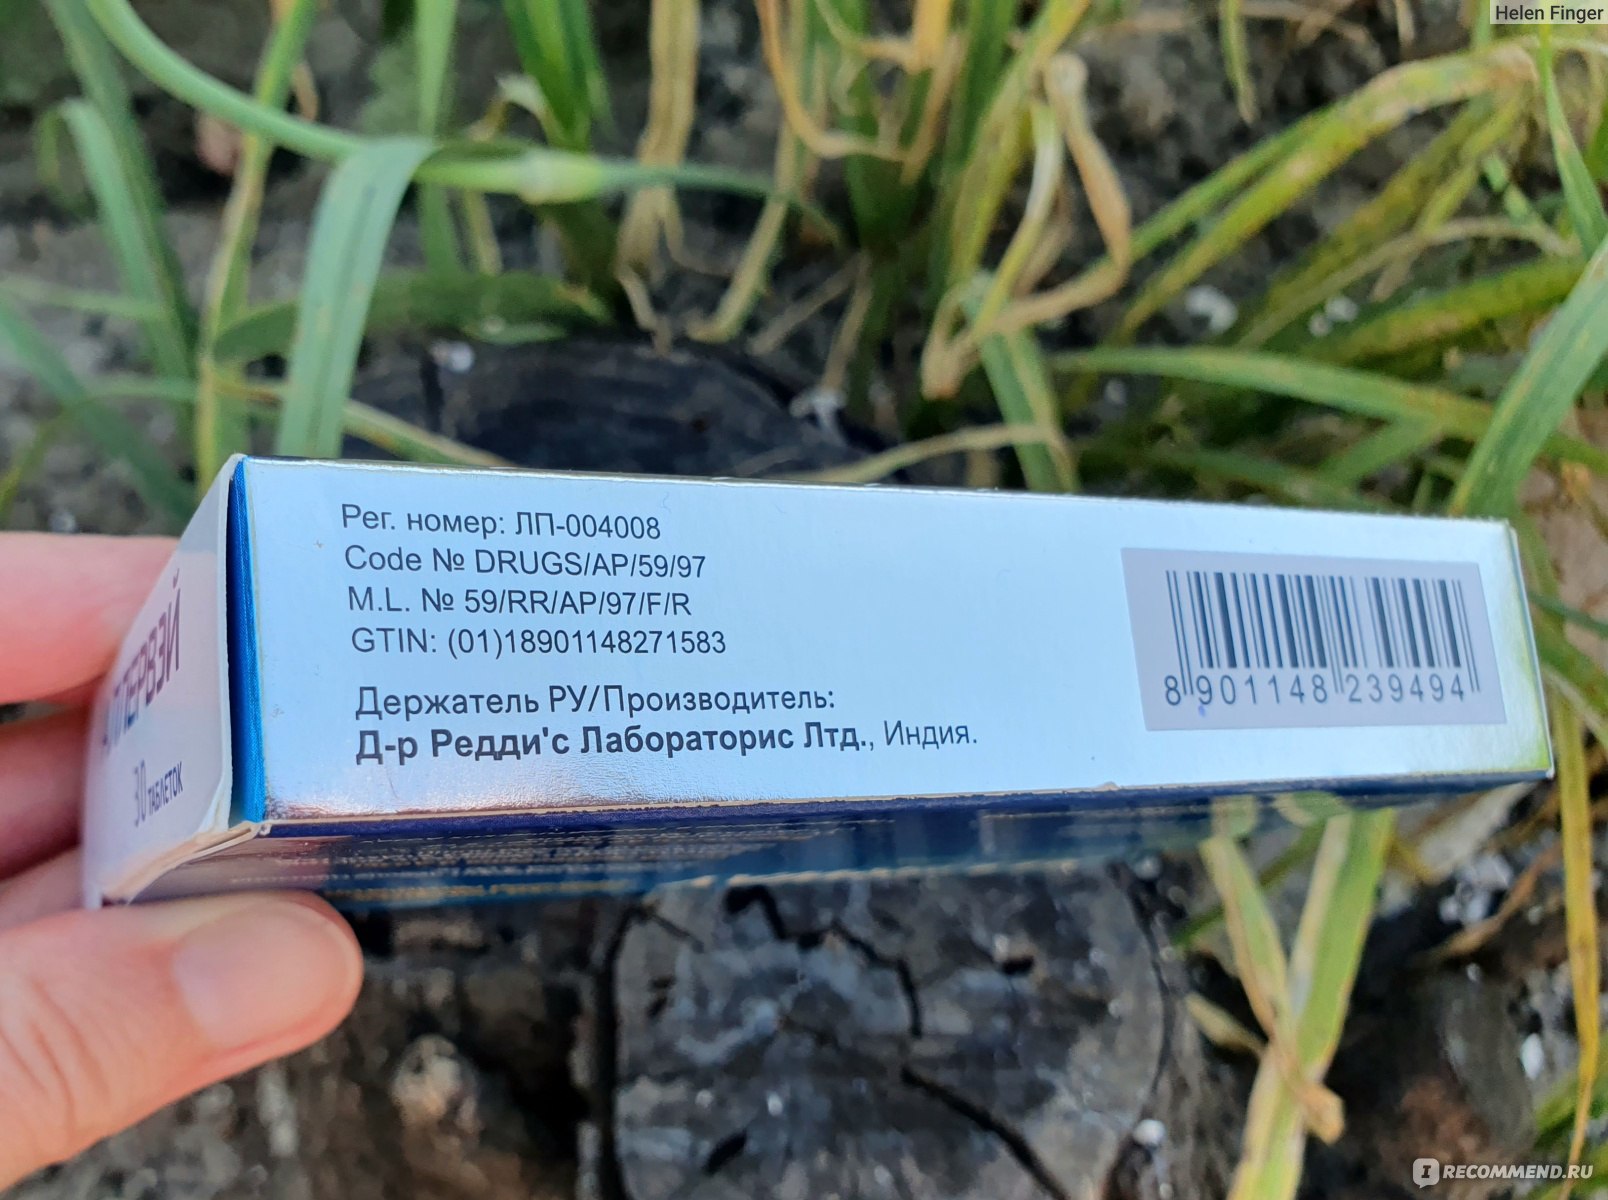 Helen Finger
Рег. номер: ЛП-004008
Code № DRUGS/AP/59/97
M.L. № 59/RR/AP/97/F/R
GTIN: (01)18901148271583
Держатель РУ/Производитель:
Д-р Редди'с Лабораторис Лтд., Индия.
8 901148 239494
30 ТАБЛЕТОК
IRECOMMEND.RU